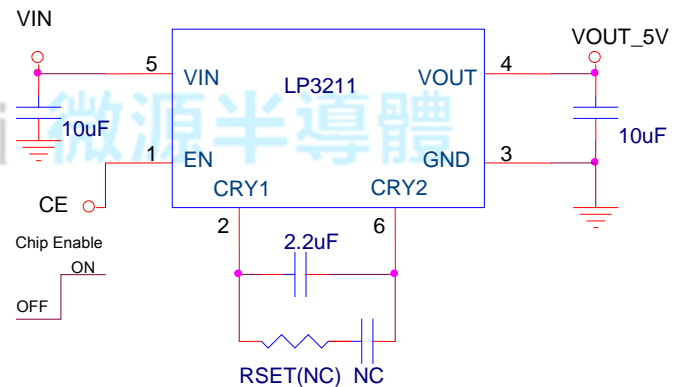 VIN
VOUT_5V
5
4
VIN
LP3211
VOUT
10uF
10uF
i 微源半導體
1
3
EN
GND
CRY1
CRY2
CE
2
6
Chip Enable
2.2uF
ON
OFF
RSET(NC)
NC